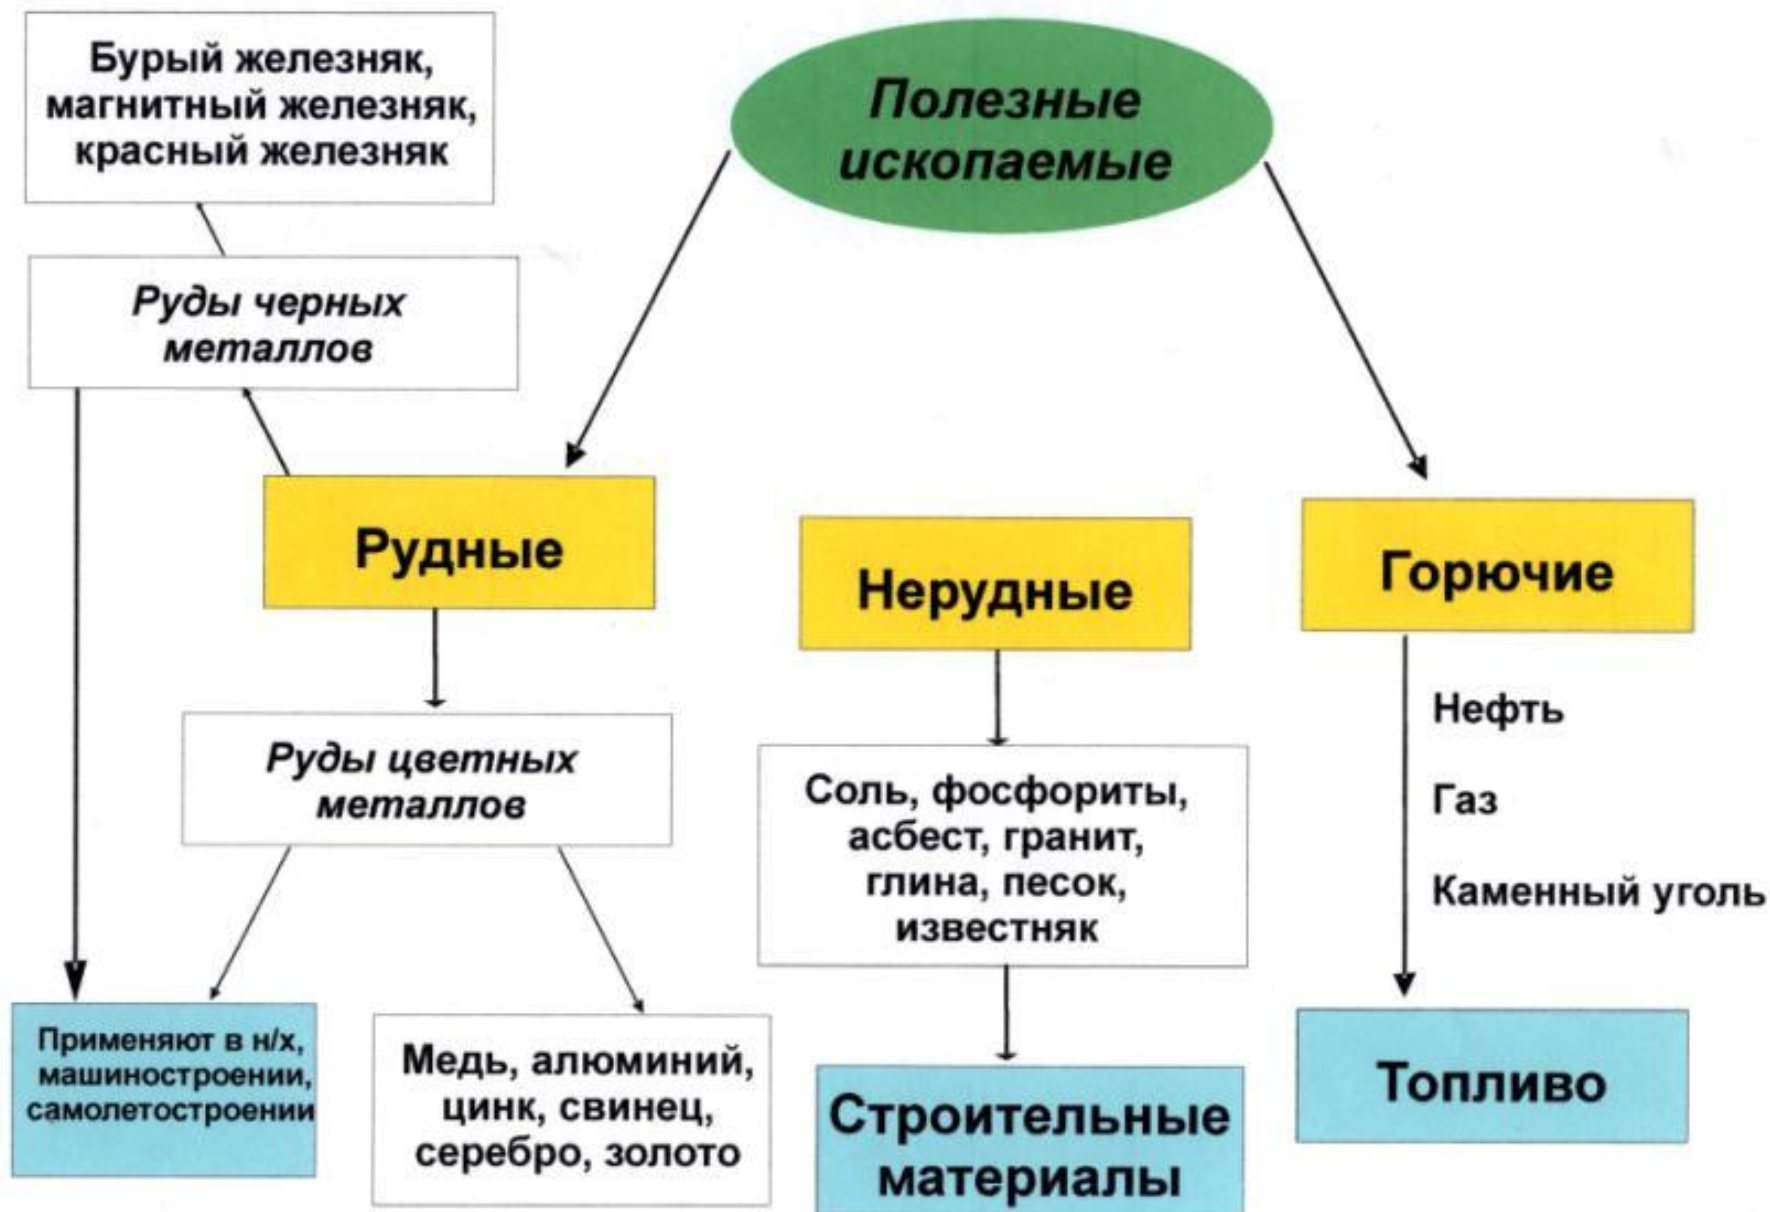 Бурый железняк,
магнитный железняк,
красный железняк
Полезные
ископаемые
Руды черных
металлов
Рудные
Нерудные
Горючие
Руды цветных
металлов
Соль, фосфориты,
асбест, гранит,
глина, песок,
известняк
Нефть
Газ
Каменный уголь
Применяют в н/х,
машиностроении,
самолетостроении
Медь, алюминий,
цинк, свинец,
серебро, золото
Строительные
материалы
Топливо